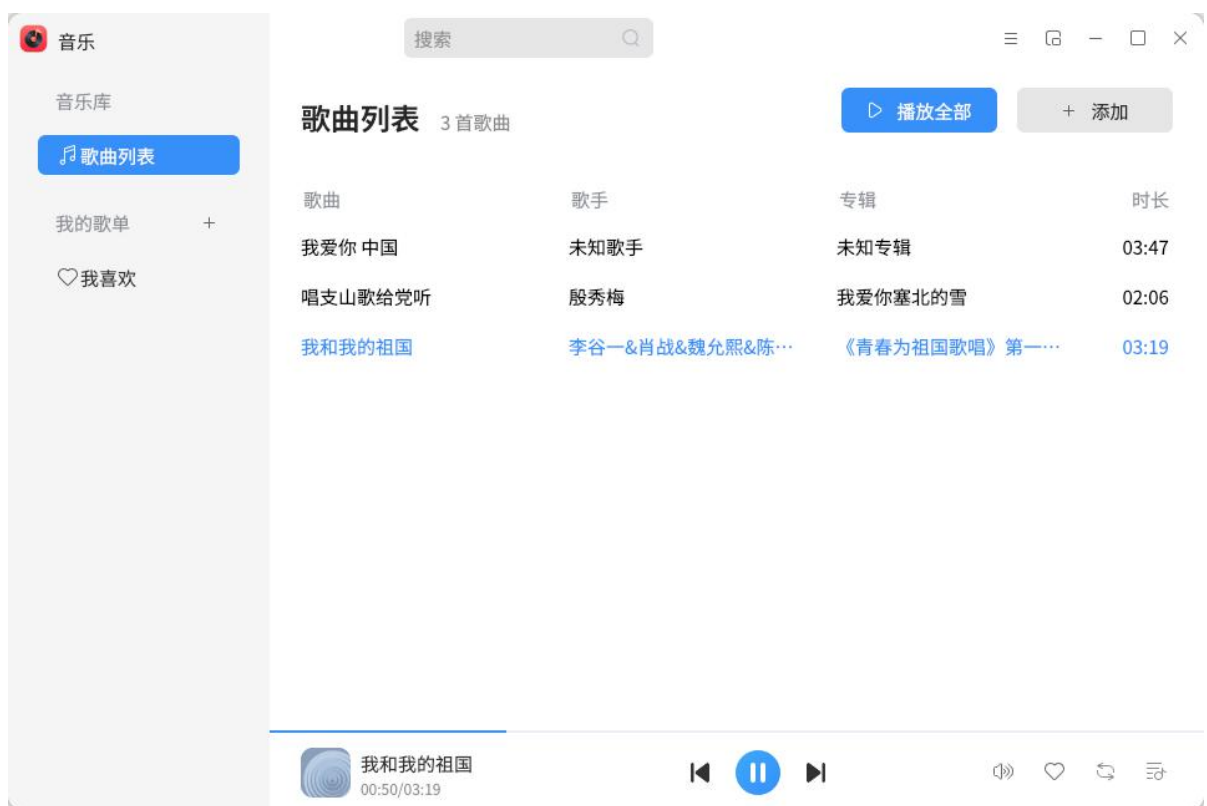 音乐
搜索
音乐库
歌曲列表
我的歌单 +
我喜欢
歌曲列表 3 首歌曲
播放全部
+ 添加
歌曲 歌手 专辑 时长
我爱你 中国 未知歌手 未知专辑 03:47
唱支山歌给党听 殷秀梅 我爱你塞北的雪 02:06
我和我的祖国 李谷一&肖战&魏允熙&陈… 《青春为祖国歌唱》第一… 03:19
我和我的祖国
00:50/03:19